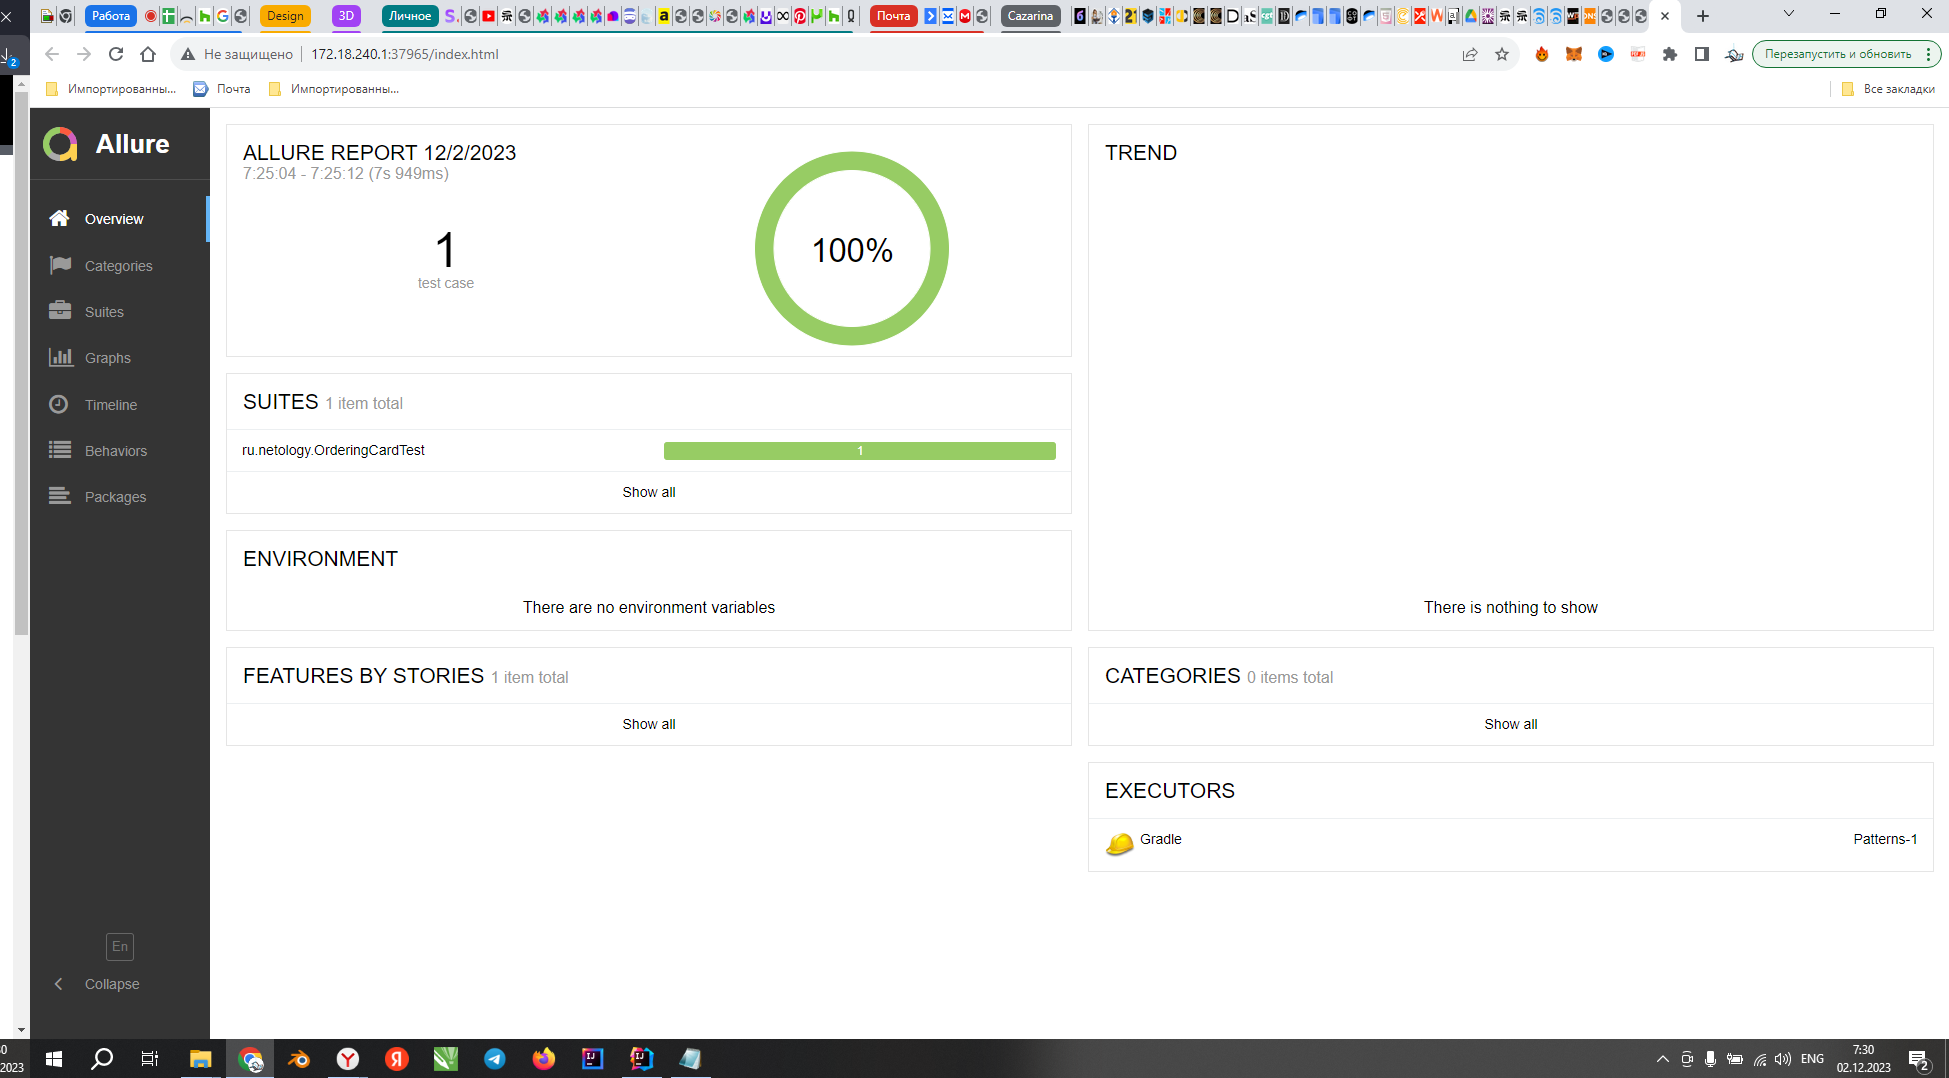 Работа
Design
3D
Личное
Почта
Cazarina
Не защищено
172.18.240.1:37965/index.html
Перезапустить и обновить
Импортированны...
Почта
Импортированны...
Все закладки
2
Allure
Overview
Categories
Suites
Graphs
Timeline
Behaviors
Packages
En
Collapse
ALLURE REPORT 12/2/2023
7:25:04 - 7:25:12 (7s 949ms)
1
test case
100%
TREND
There is nothing to show
SUITES 1 item total
ru.netology.OrderingCardTest
1
Show all
ENVIRONMENT
There are no environment variables
FEATURES BY STORIES 1 item total
Show all
CATEGORIES 0 items total
Show all
EXECUTORS
Gradle
Patterns-1
2023
ENG
7:30
02.12.2023
2